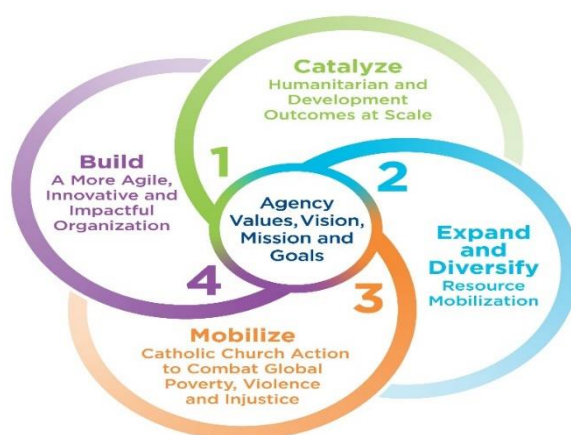 Catalyze
Humanitarian and
Development
Outcomes at Scale
1
2
Expand
and
Diversify
Resource
Mobilization
3
Mobilize
Catholic Church Action
to Combat Global
Poverty, Violence
and Injustice
4
Build
A More Agile,
Innovative and
Impactful
Organization
Agency
Values, Vision,
Mission and
Goals